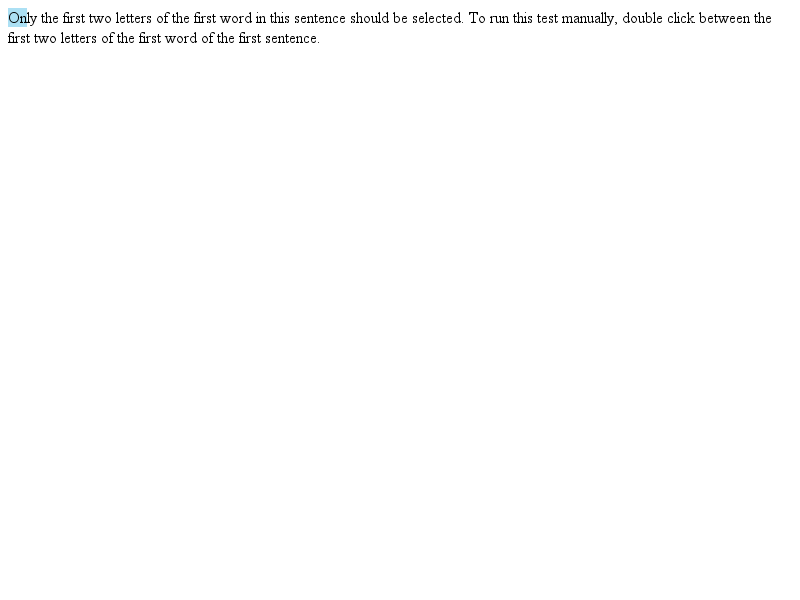 Only the first two letters of the first word in this sentence should be selected. To run this test manually, double click between the
first two letters of the first word of the first sentence.